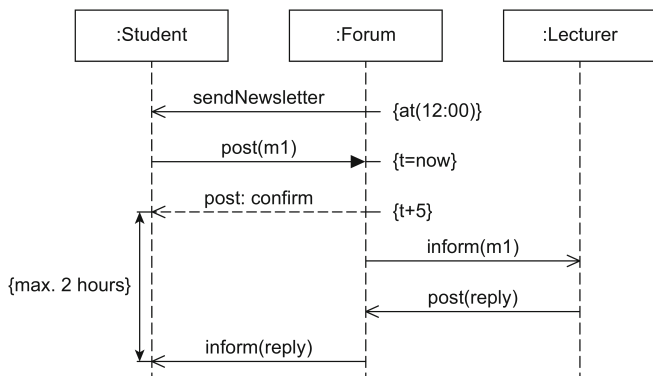 :Student
:Forum
:Lecturer
sendNewsletter
{at(12:00)}
post(m1)
{t=now}
post: confirm
{t+5}
inform(m1)
{max. 2 hours}
post(reply)
inform(reply)